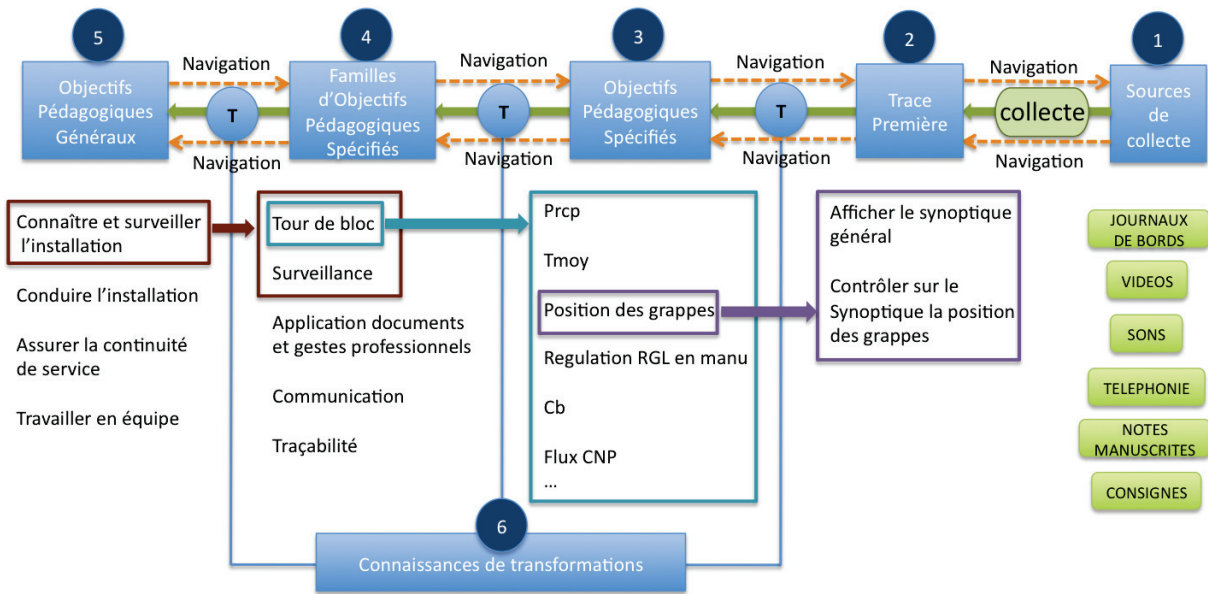 5
4
3
2
1
Objectifs
Pédagogiques
Généraux
Navigation
T
Navigation
Familles
d'Objectifs
Pédagogiques
Spécifiés
Navigation
T
Navigation
Objectifs
Pédagogiques
Spécifiés
Navigation
T
Navigation
Trace
Première
Navigation
collecte
Navigation
Sources
de
collecte
Connaître et surveiller
l'installation
Conduire l'installation
Assurer la continuité
de service
Travailler en équipe
Tour de bloc
Surveillance
Application documents
et gestes professionnels
Communication
Traçabilité
Prcp
Tmoy
Position des grappes
Regulation RGL en manu
Cb
Flux CNP
...
Afficher le synoptique
général
Contrôler sur le
Synoptique la position
des grappes
JOURNAUX
DE BORDS
VIDEOS
SONS
TELEPHONIE
NOTES
MANUSCRITES
CONSIGNES
6
Connaissances de transformations